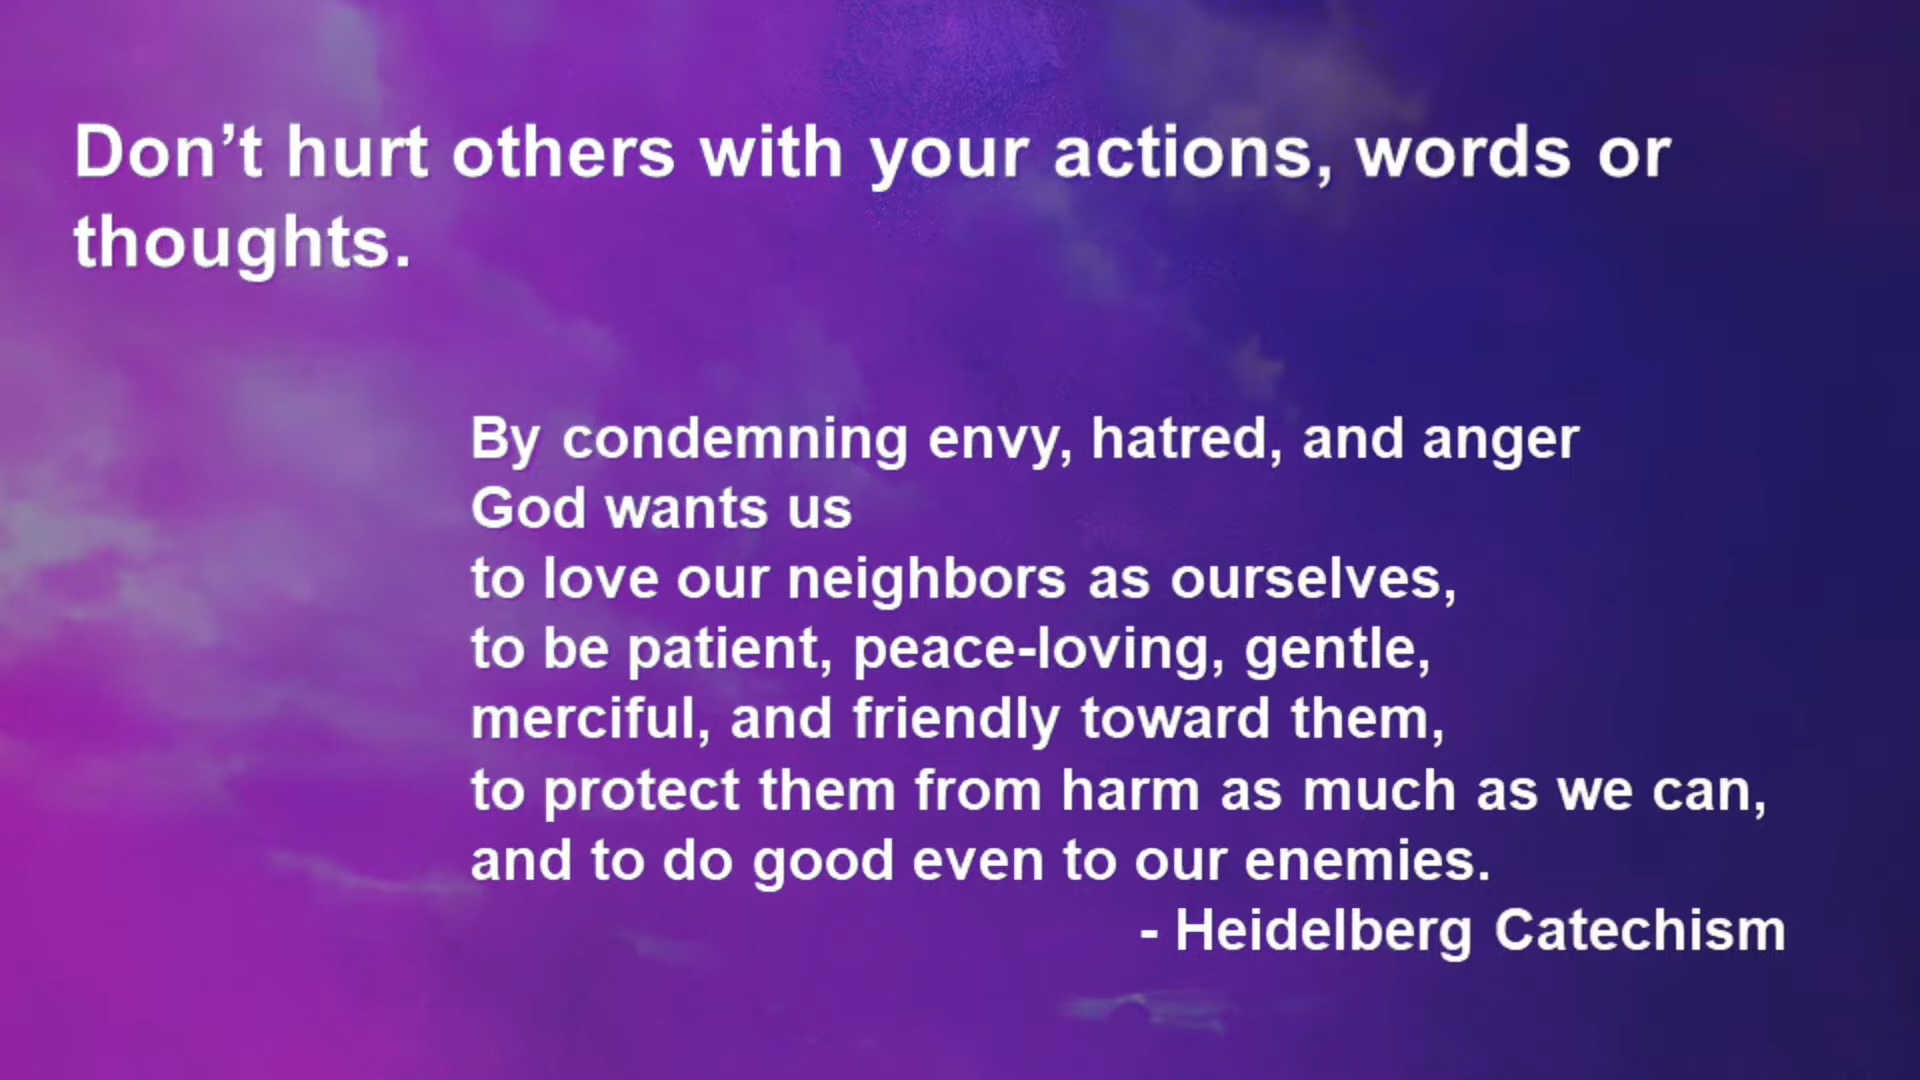 Don’t hurt others with your actions, words or
thoughts.
By condemning envy, hatred, and anger
God wants us
to love our neighbors as ourselves,
to be patient, peace-loving, gentle,
merciful, and friendly toward them,
to protect them from harm as much as we can,
and to do good even to our enemies.
- Heidelberg Catechism